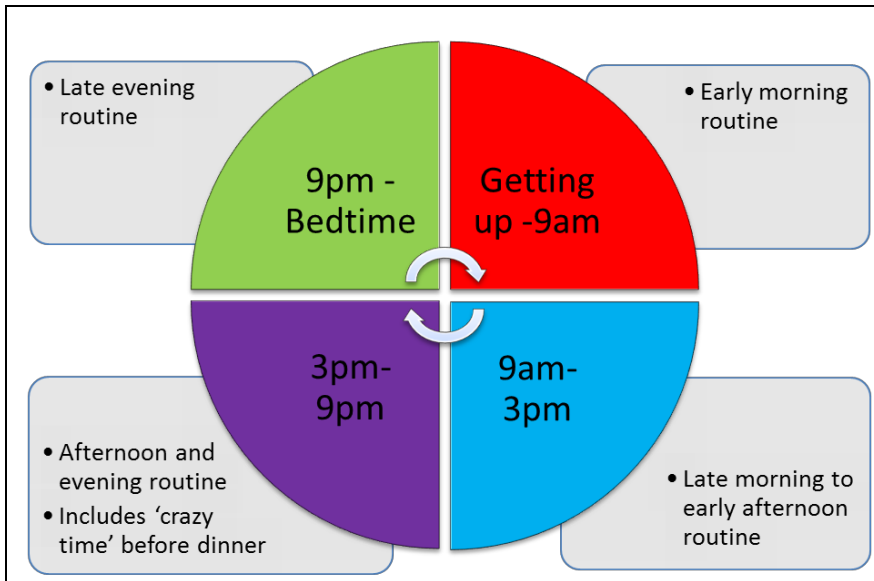 • Late evening
routine
9pm -
Bedtime
Getting
up -9am
• Early morning
routine
3pm-
9pm
9am-
3pm
• Afternoon and
evening routine
• Includes ‘crazy
time’ before dinner
• Late morning to
early afternoon
routine